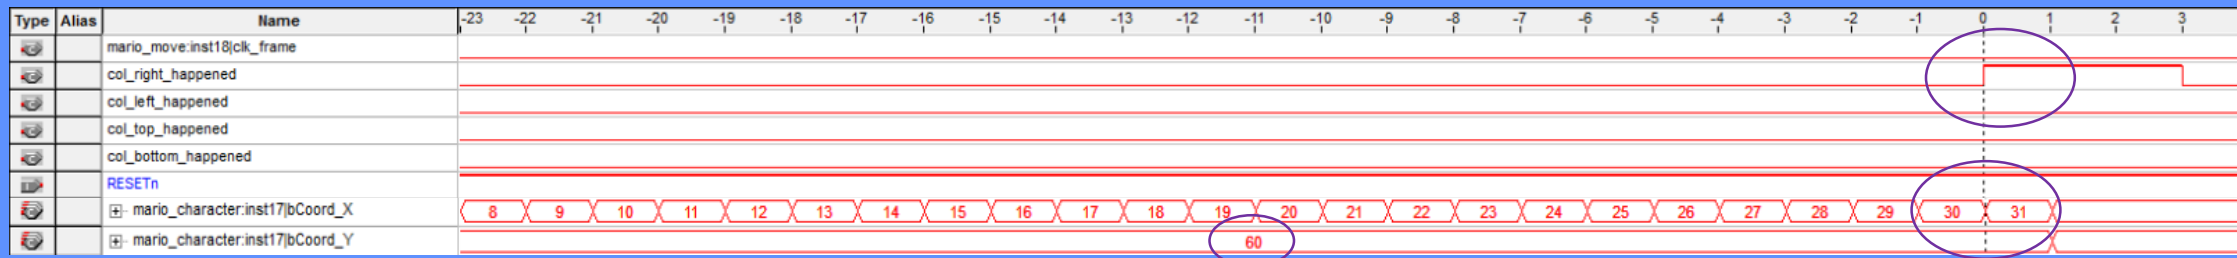 Type Alias Name -23 -22 -21 -20 -19 -18 -17 -16 -15 -14 -13 -12 -11 -10 -9 -8 -7 -6 -5 -4 -3 -2 -1 0 1 2 3
mario_move:inst18|clk_frame
col_right_happened
col_left_happened
col_top_happened
col_bottom_happened
RESETn
mario_character:inst17|bCoord_X 8 9 10 11 12 13 14 15 16 17 18 19 20 21 22 23 24 25 26 27 28 29 30 31
mario_character:inst17|bCoord_Y 60